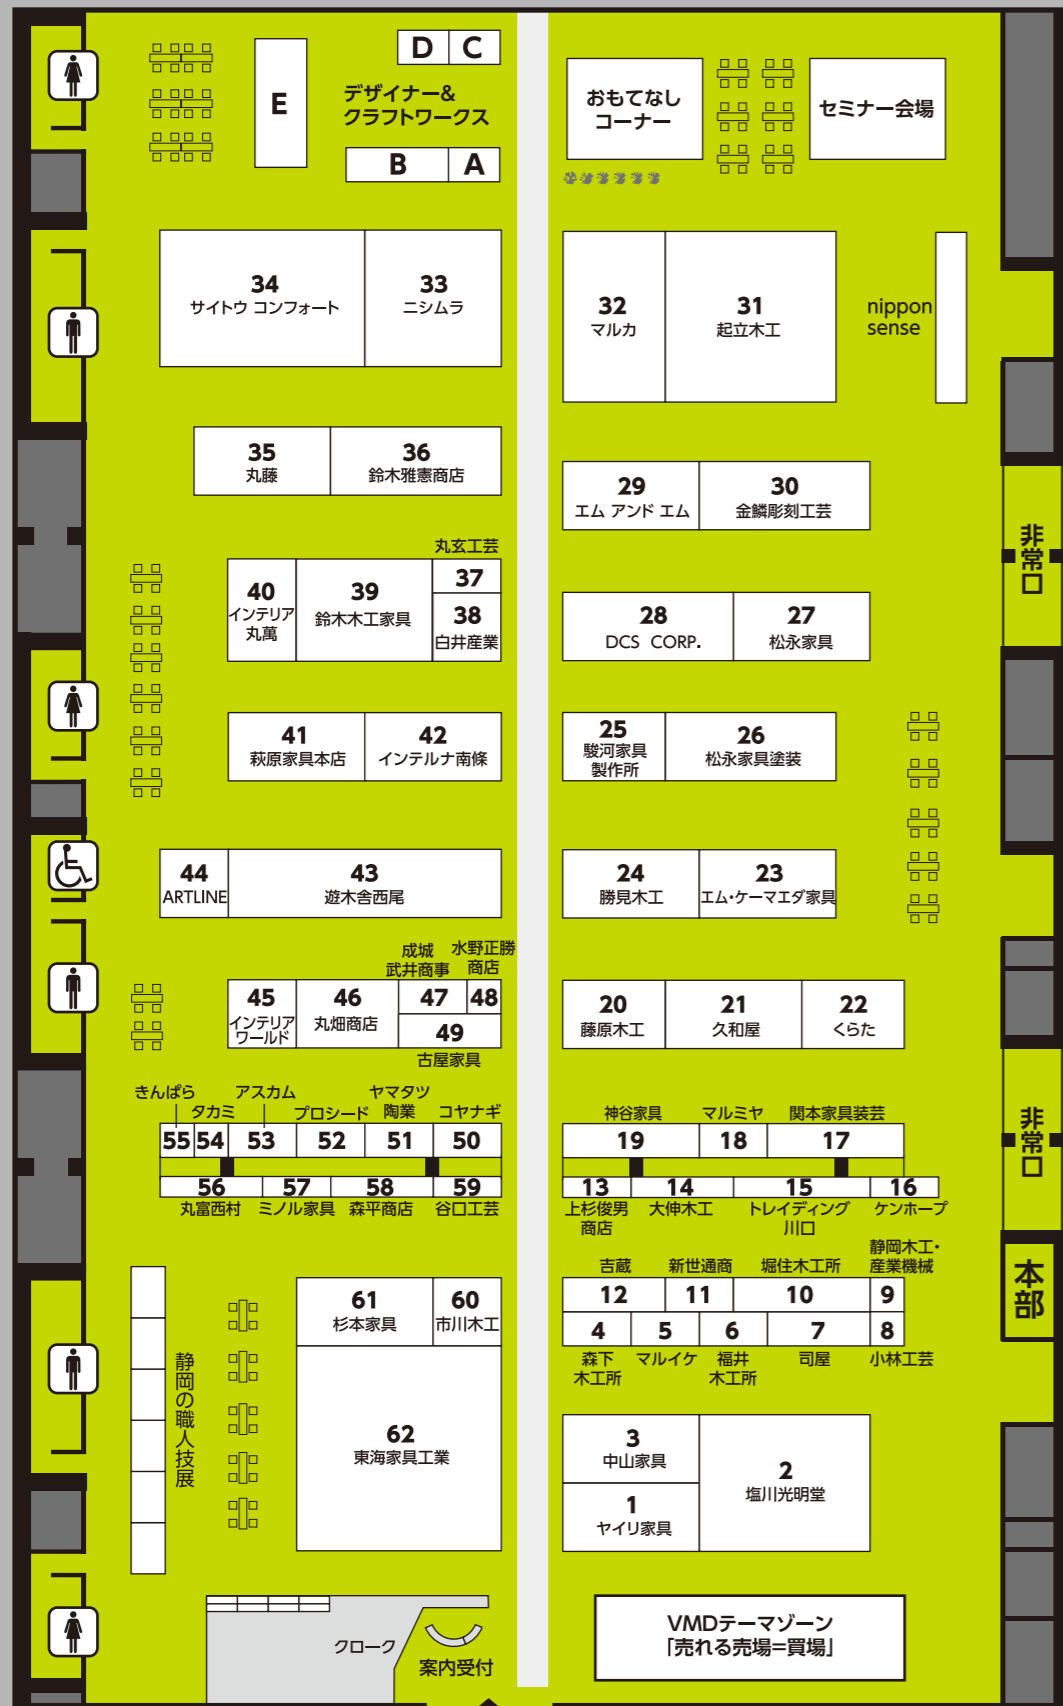 D
C
E
デザイナー&
クラフトワークス
B
A
おもてなし
コーナー
セミナー会場
34
サイトウ コンフォート
33
ニシムラ
32
マルカ
31
起立木工
nippon
sense
35
丸藤
36
鈴木雅憲商店
29
エム アンド エム
30
金鱗彫刻工芸
非常口
丸玄工芸
37
40
インテリア
丸萬
39
鈴木木工家具
38
白井産業
28
DCS CORP.
27
松永家具
41
萩原家具本店
42
インテルナ南條
25
駿河家具
製作所
26
松永家具塗装
44
ARTLINE
43
遊木舎西尾
24
勝見木工
23
エム・ケーマエダ家具
成城
武井商事
水野正勝
商店
45
インテリア
ワールド
46
丸畑商店
47
48
49
古屋家具
20
藤原木工
21
久和屋
22
くらた
きんぱら
タカミ
アスカム
プロシード
ヤマタツ
陶業
コヤナギ
55
54
53
52
51
50
56
57
58
59
丸富西村
ミノル家具
森平商店
谷口工芸
神谷家具
マルミヤ
関本家具装芸
19
18
17
13
14
15
16
上杉俊男
商店
大伸木工
トレイディング
川口
ケンホープ
非常口
吉蔵
新世通商
堀住木工所
静岡木工・
産業機械
12
11
10
9
4
5
6
7
8
森下
木工所
マルイケ
福井
木工所
司屋
小林工芸
本部
61
杉本家具
60
市川木工
62
東海家具工業
静岡の職人技展
3
中山家具
1
ヤイリ家具
2
塩川光明堂
クローク
案内受付
VMDテーマゾーン
「売れる売場=買場」